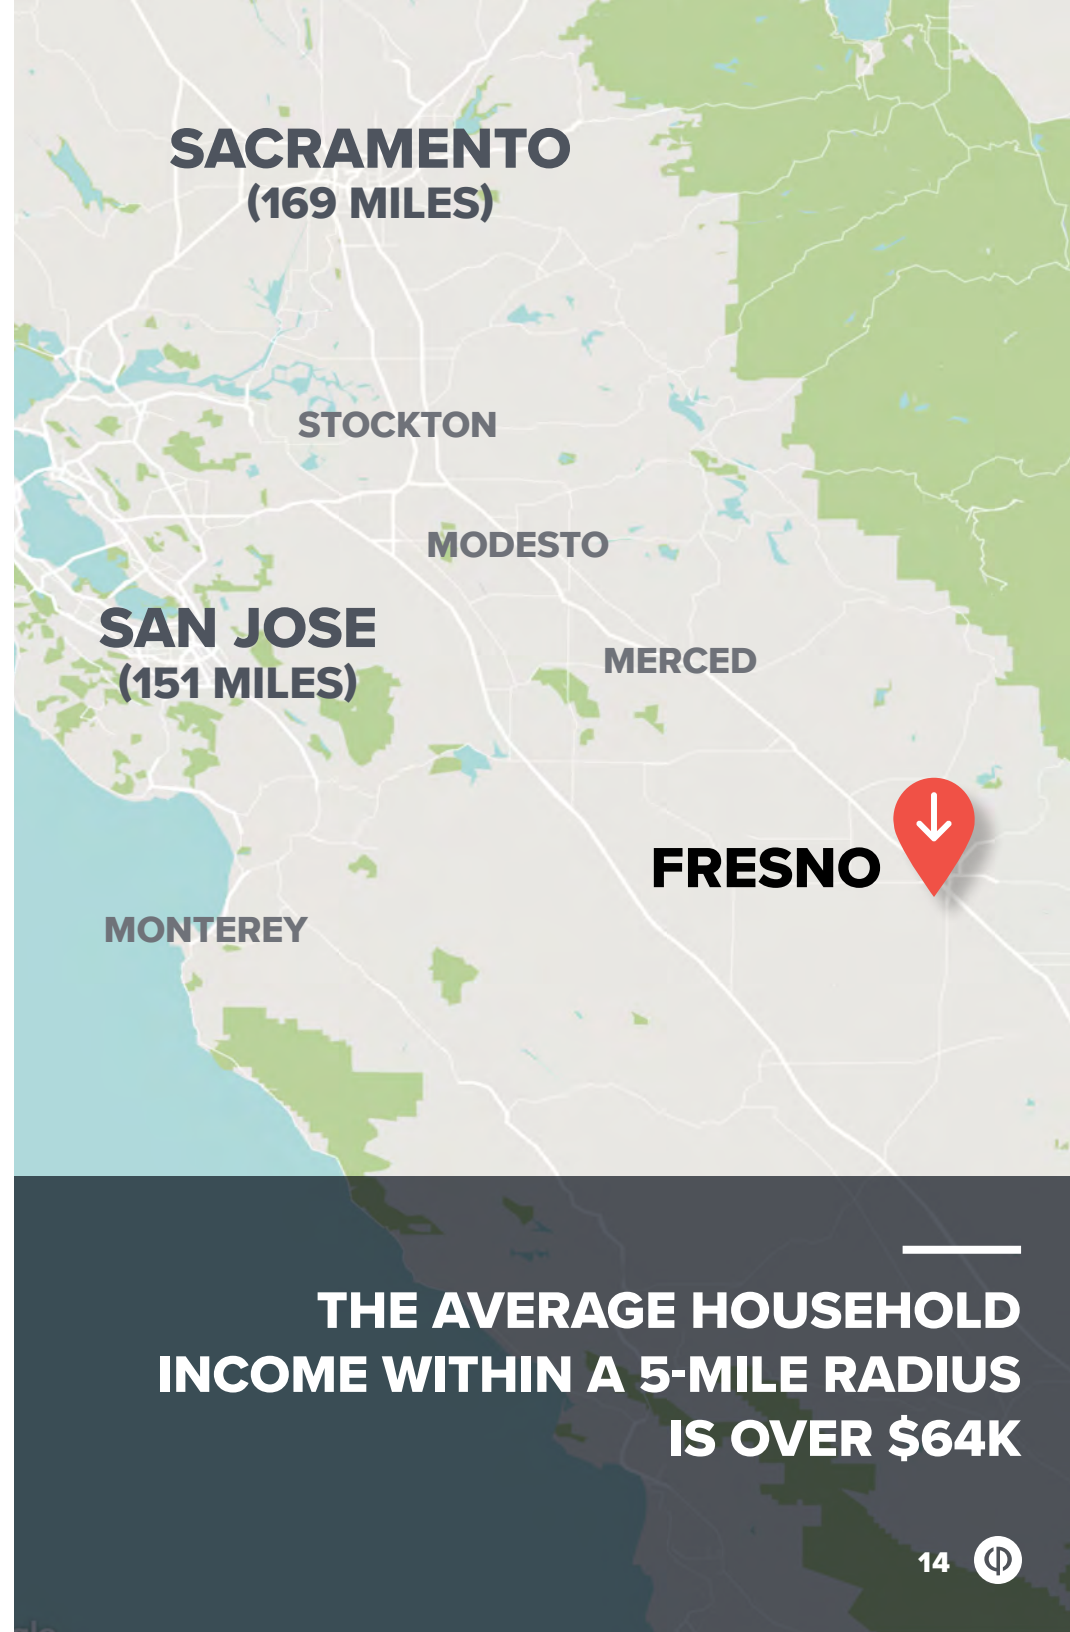 SACRAMENTO
(169 MILES)
STOCKTON
MODESTO
SAN JOSE
(151 MILES)
MERCED
FRESNO
MONTEREY
THE AVERAGE HOUSEHOLD
INCOME WITHIN A 5-MILE RADIUS
IS OVER $64K
14